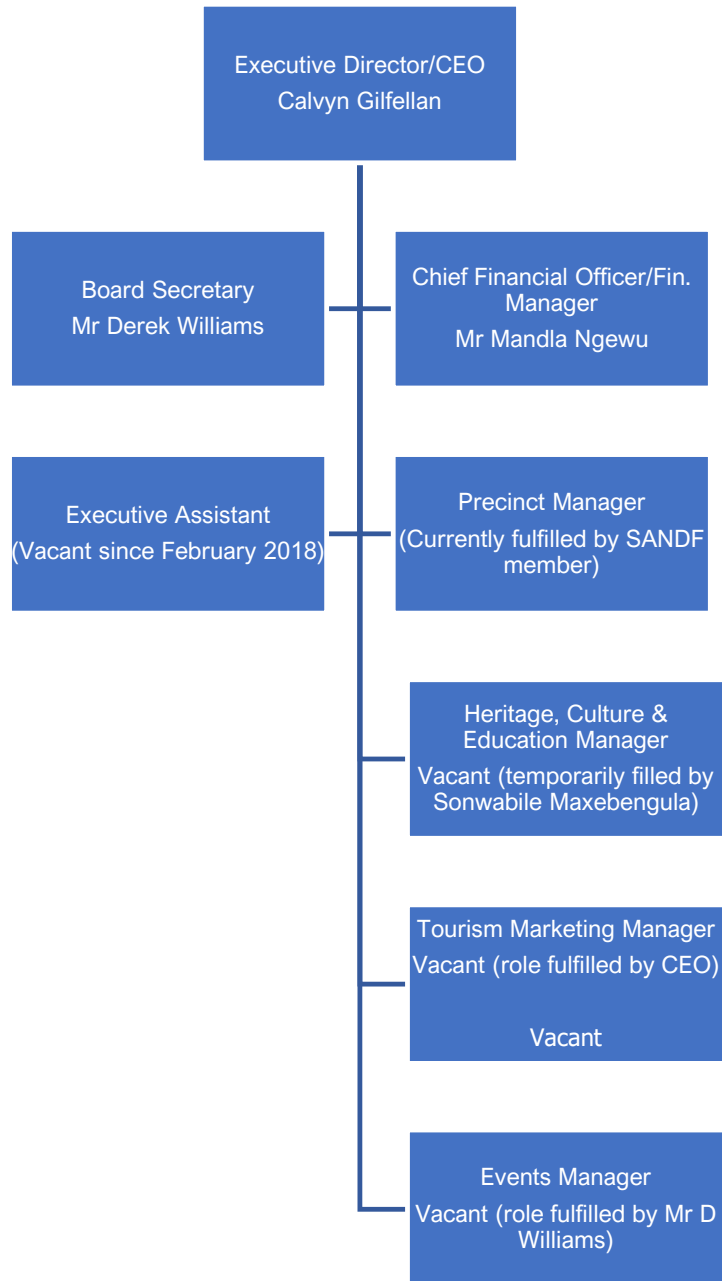 Executive Director/CEO
Calvyn Gilfellan
Board Secretary
Mr Derek Williams
Chief Financial Officer/Fin.
Manager
Mr Mandla Ngewu
Executive Assistant
(Vacant since February 2018)
Precinct Manager
(Currently fulfilled by SANDF
member)
Heritage, Culture &
Education Manager
Vacant (temporarily filled by
Sonwabile Maxebengula)
Tourism Marketing Manager
Vacant (role fulfilled by CEO)
Vacant
Events Manager
Vacant (role fulfilled by Mr D
Williams)